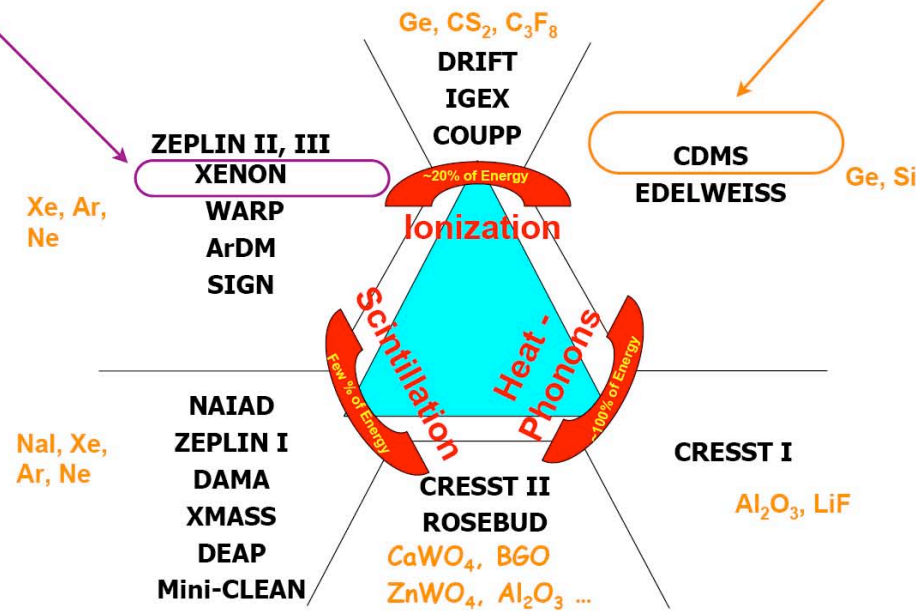 Ge, CS₂, C₃F₈
DRIFT
IGEX
COUPP
ZEPLIN II, III
XENON
WARP
ArDM
SIGN
Xe, Ar,
Ne
CDMS
EDELWEISS
Ge, Si
~20% of Energy
Ionization
Scintillation
Few % of Energy
Heat -
Phonons
~100% of Energy
NAIAD
ZEPLIN I
DAMA
XMASS
DEAP
Mini-CLEAN
NaI, Xe,
Ar, Ne
CRESST II
ROSEBUD
CaWO₄, BGO
ZnWO₄, Al₂O₃ ...
CRESST I
Al₂O₃, LiF